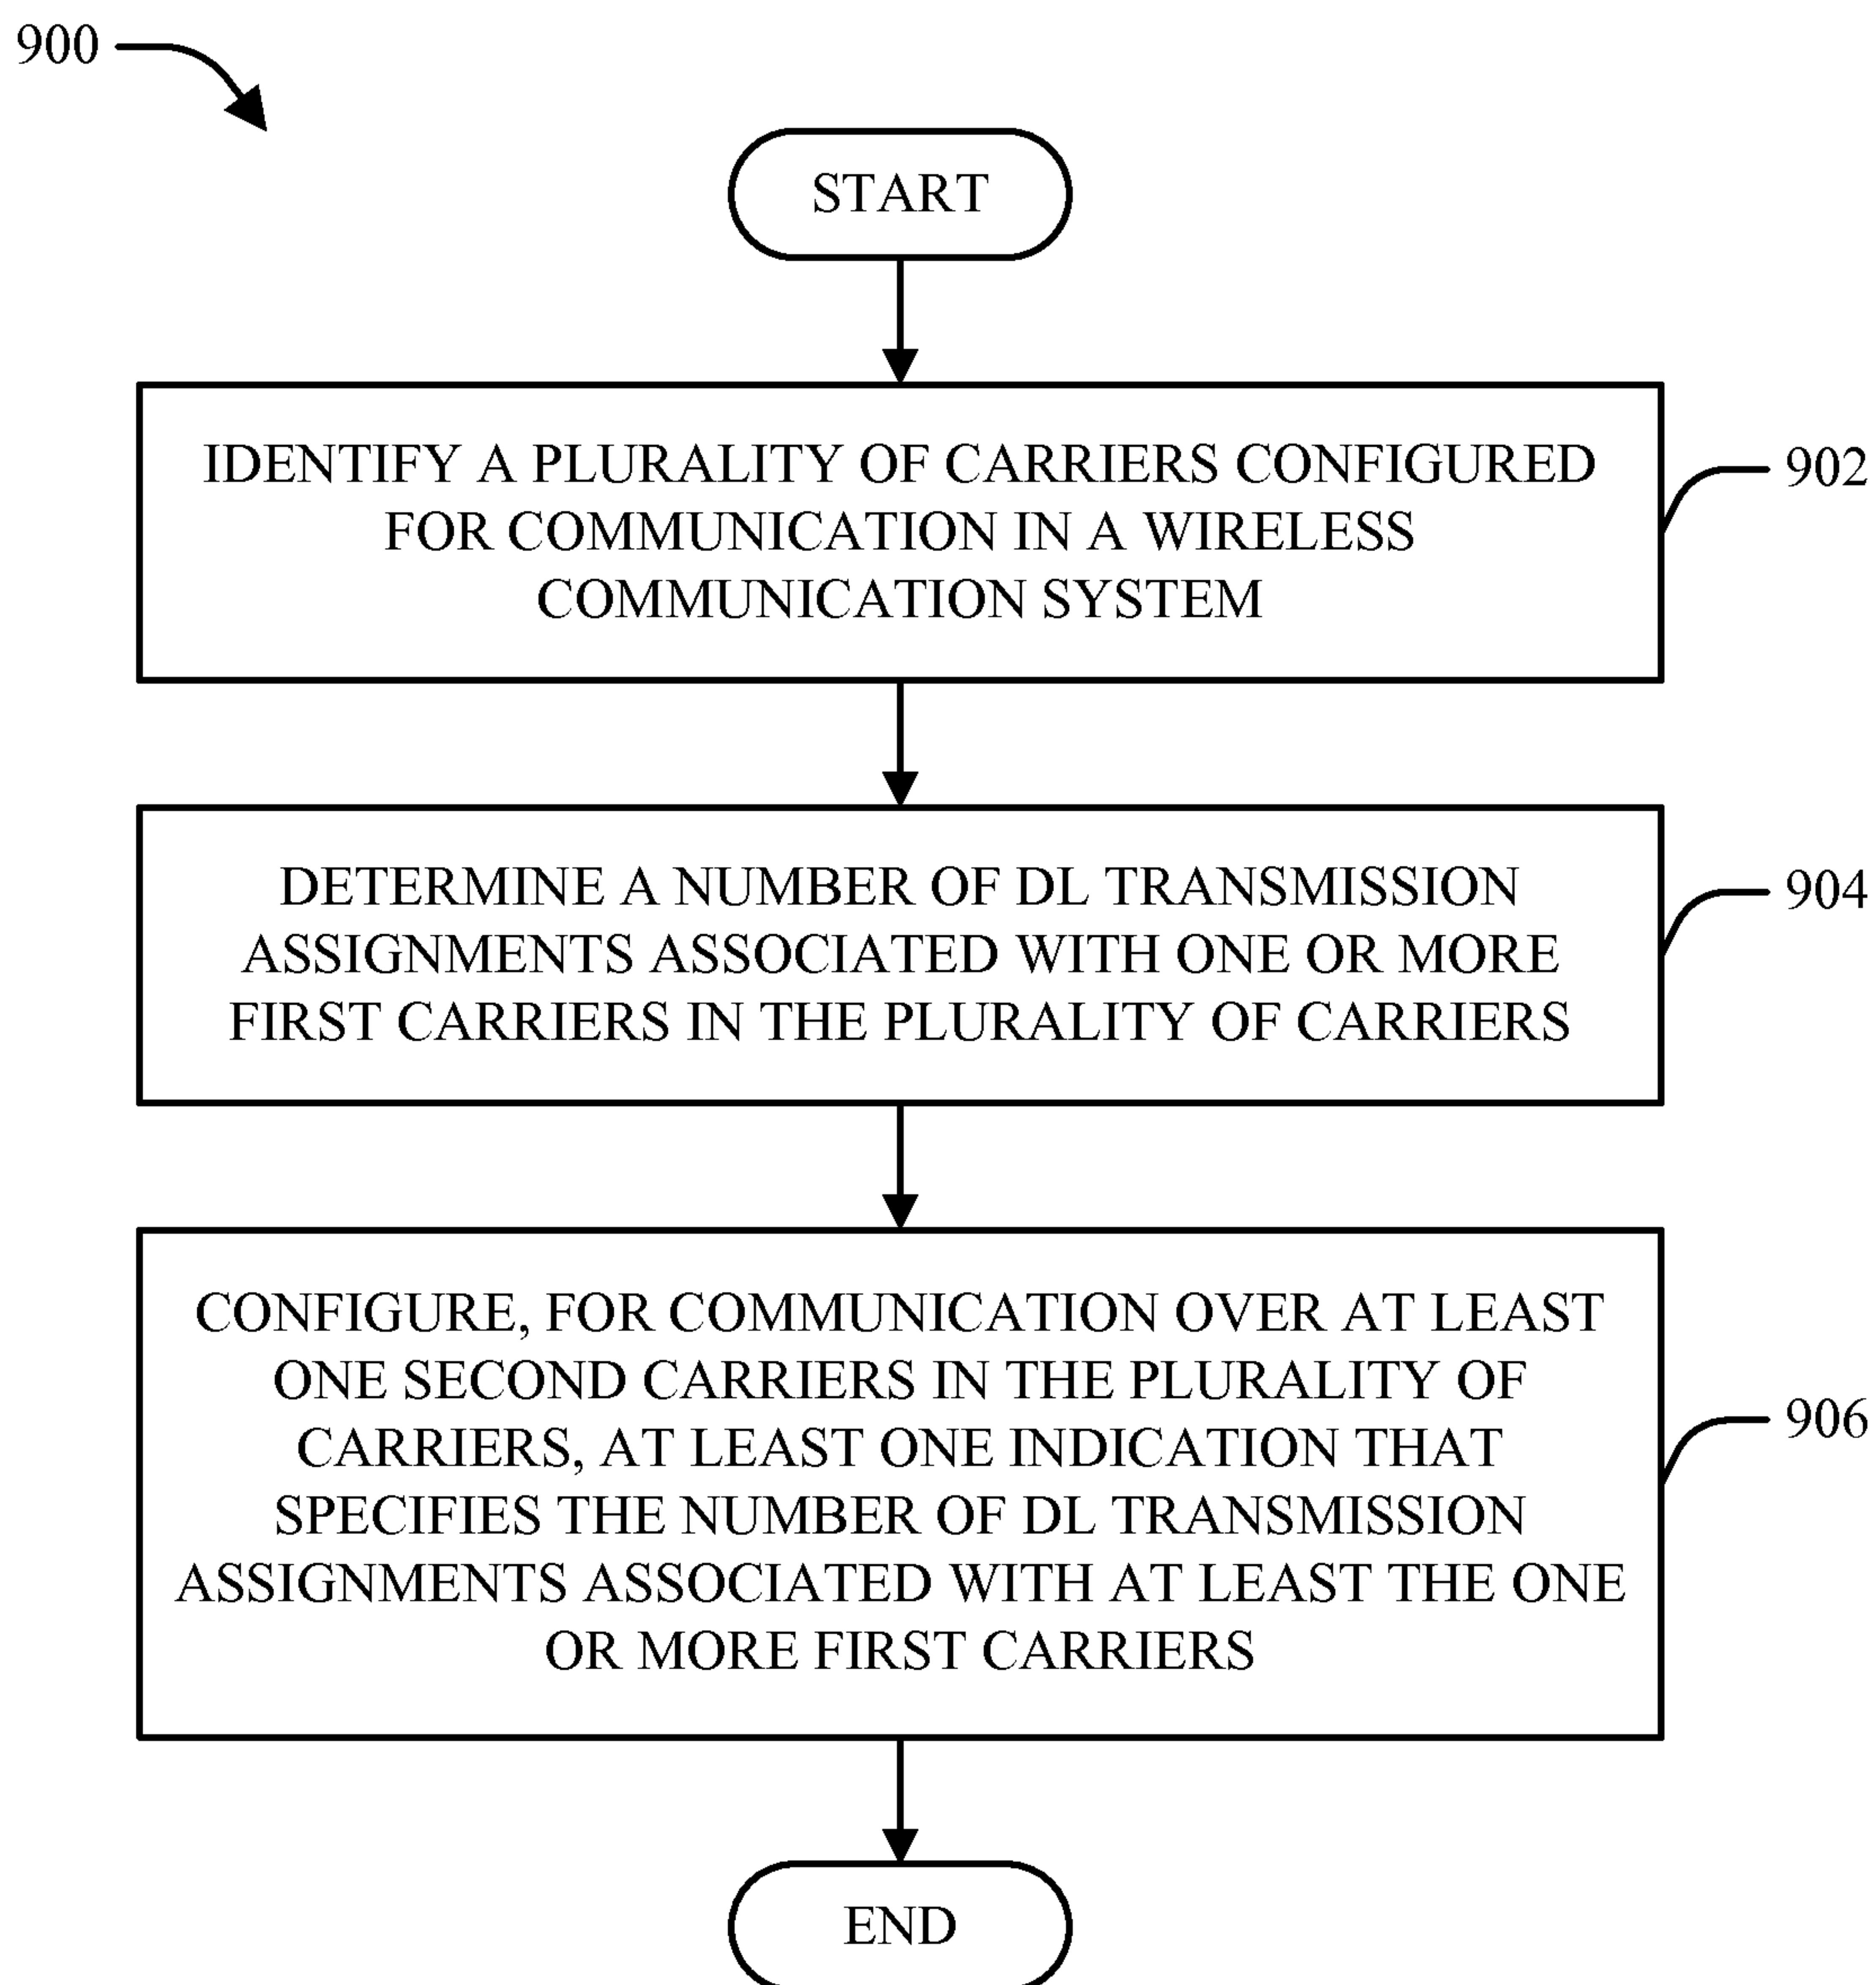 900
START
IDENTIFY A PLURALITY OF CARRIERS CONFIGURED
FOR COMMUNICATION IN A WIRELESS
COMMUNICATION SYSTEM
902
DETERMINE A NUMBER OF DL TRANSMISSION
ASSIGNMENTS ASSOCIATED WITH ONE OR MORE
FIRST CARRIERS IN THE PLURALITY OF CARRIERS
904
CONFIGURE, FOR COMMUNICATION OVER AT LEAST
ONE SECOND CARRIERS IN THE PLURALITY OF
CARRIERS, AT LEAST ONE INDICATION THAT
SPECIFIES THE NUMBER OF DL TRANSMISSION
ASSIGNMENTS ASSOCIATED WITH AT LEAST THE ONE
OR MORE FIRST CARRIERS
906
END